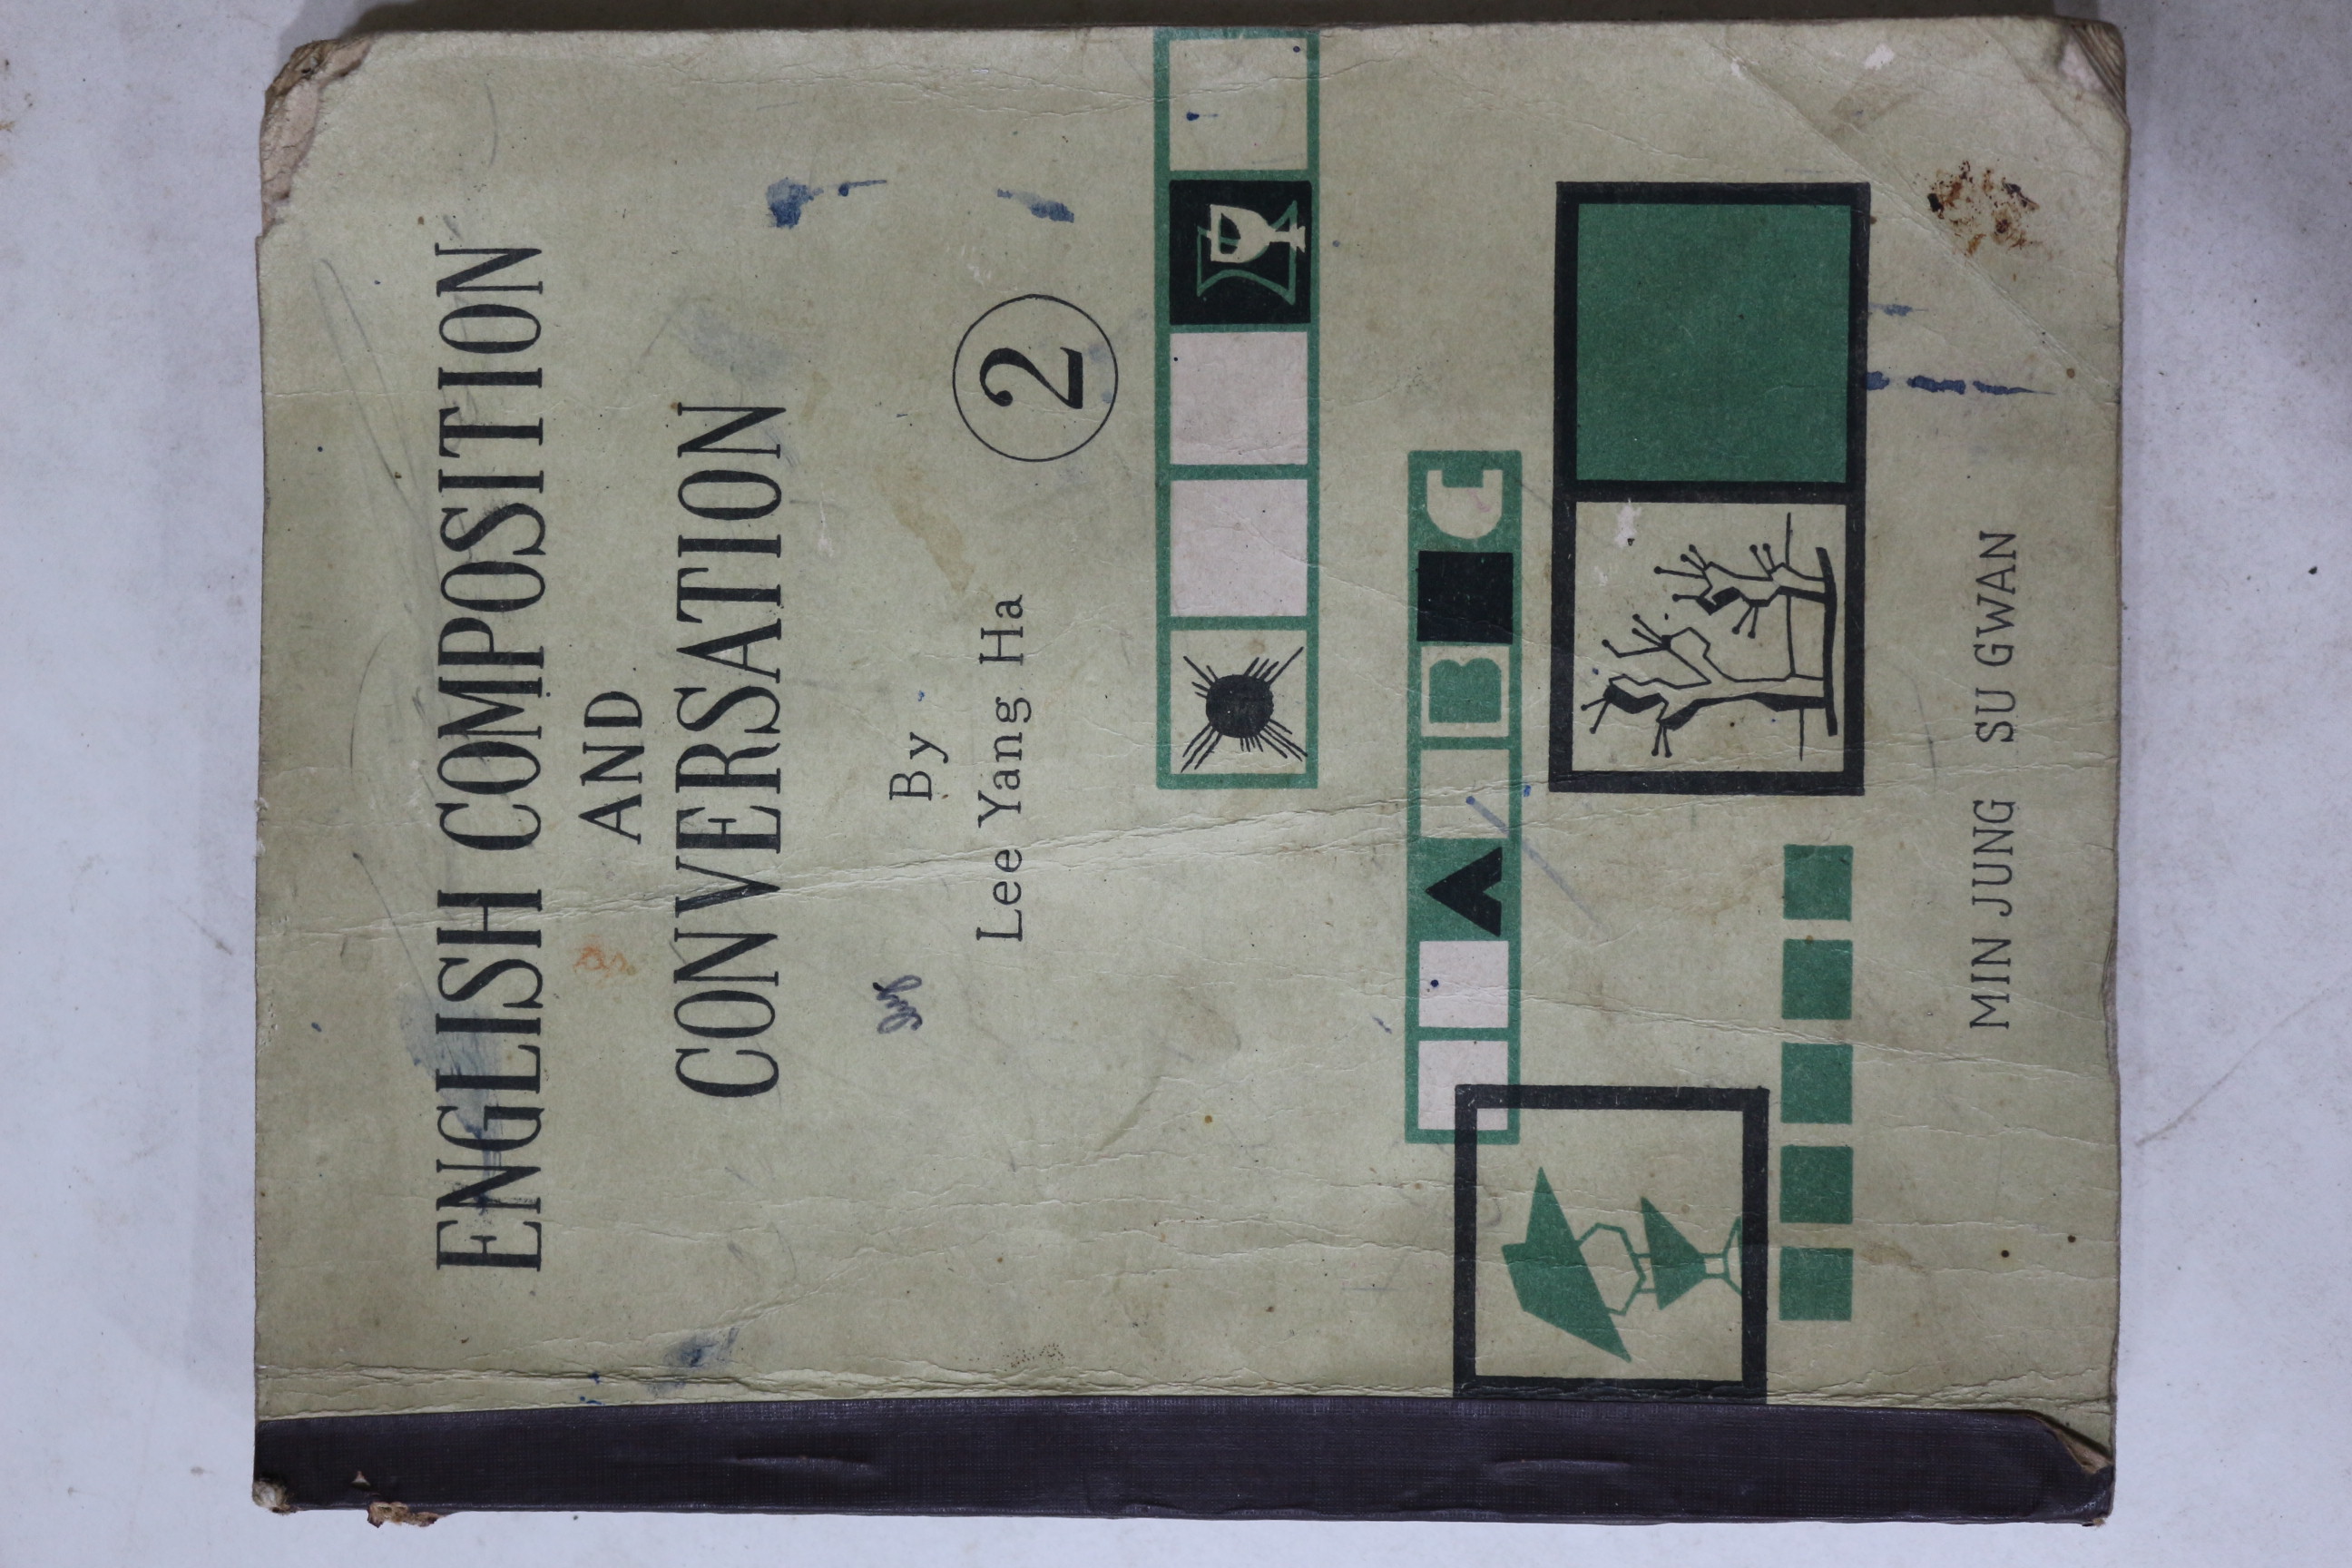 ENGLISH COMPOSITION
AND
CONVERSATION
By
Lee Yang Ha
2
A B C
MIN JUNG SU GWAN